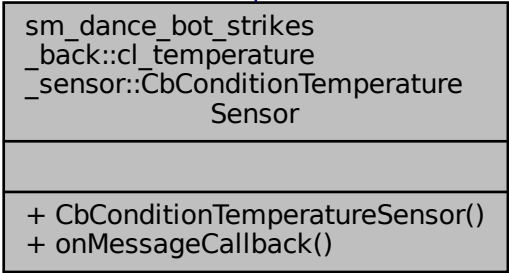 sm_dance_bot_strikes
_back::cl_temperature
_sensor::CbConditionTemperature
Sensor
+ CbConditionTemperatureSensor()
+ onMessageCallback()